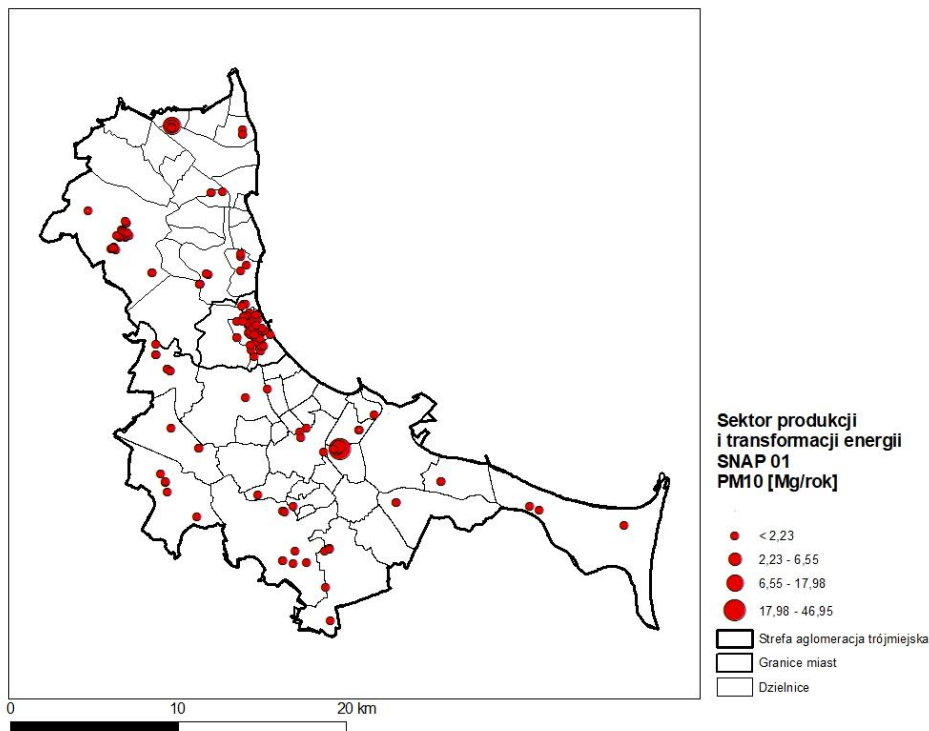 Sektor produkcji
i transformacji energii
SNAP 01
PM10 [Mg/rok]
< 2,23
2,23 - 6,55
6,55 - 17,98
17,98 - 46,95
Strefa aglomeracja trójmiejska
Granice miast
Dzielnice
0 10 20 km